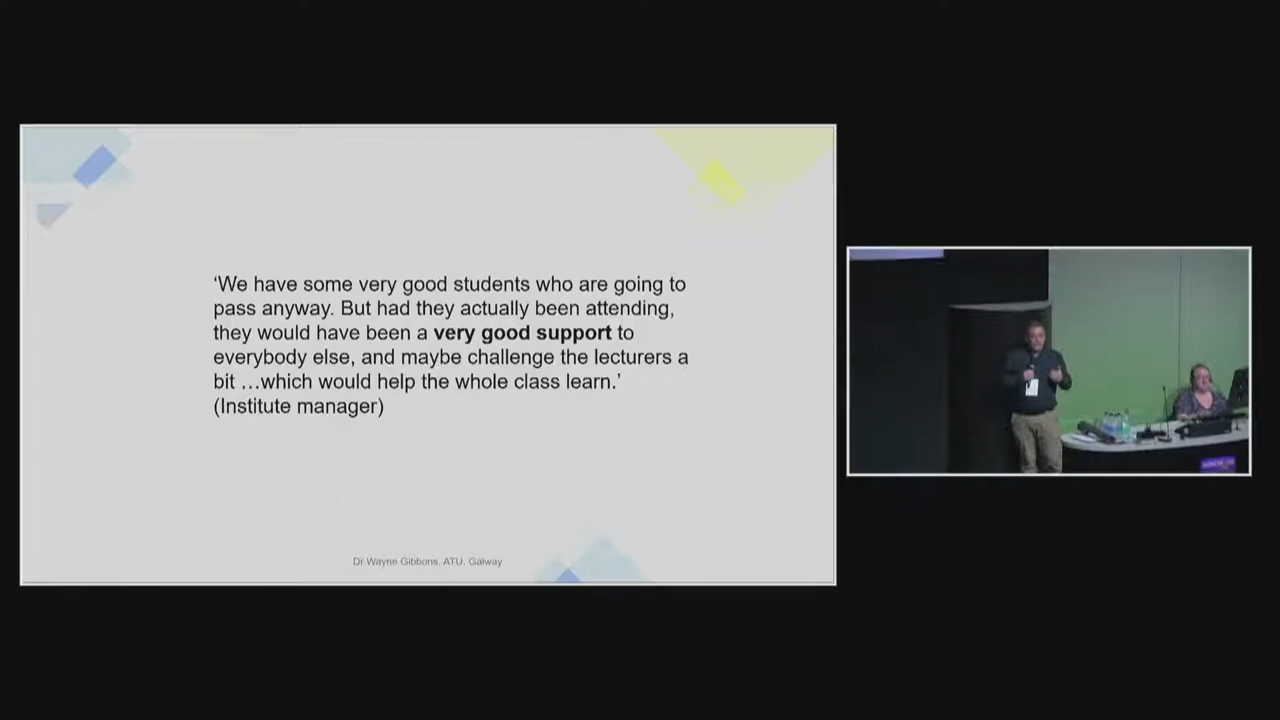 ‘We have some very good students who are going to
pass anyway. But had they actually been attending,
they would have been a very good support to
everybody else, and maybe challenge the lecturers a
bit …which would help the whole class learn.’
(Institute manager)
Dr Wayne Gibbons, ATU, Galway